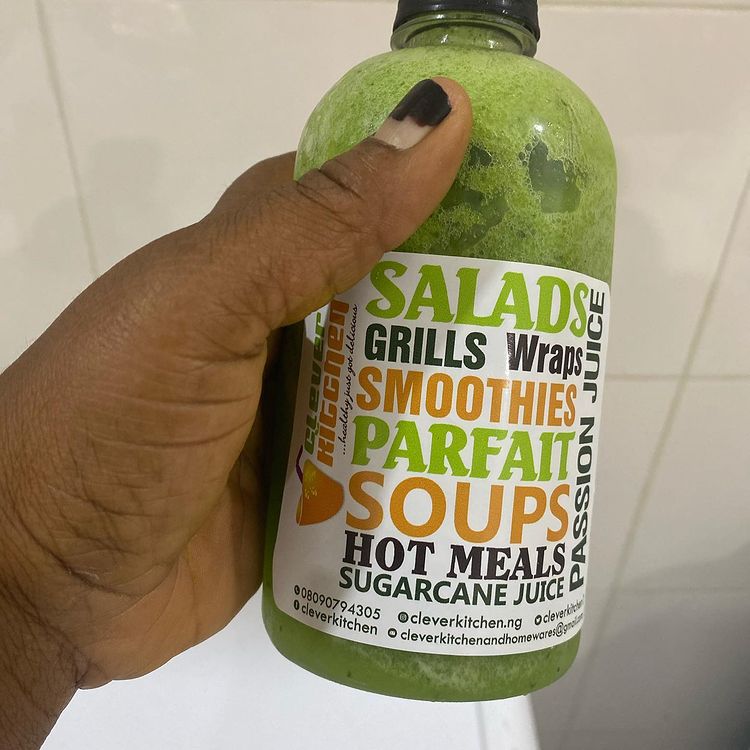 clever
KITCHEN
...healthy just got delicious
SALADS
GRILLS Wraps
SMOOTHIES
PARFAIT
SOUPS
HOT MEALS
SUGARCANE JUICE
PASSION JUICE
08090794305 @cleverkitchen.ng
cleverkitchen cleverkitchenandhomewares@gmail.com